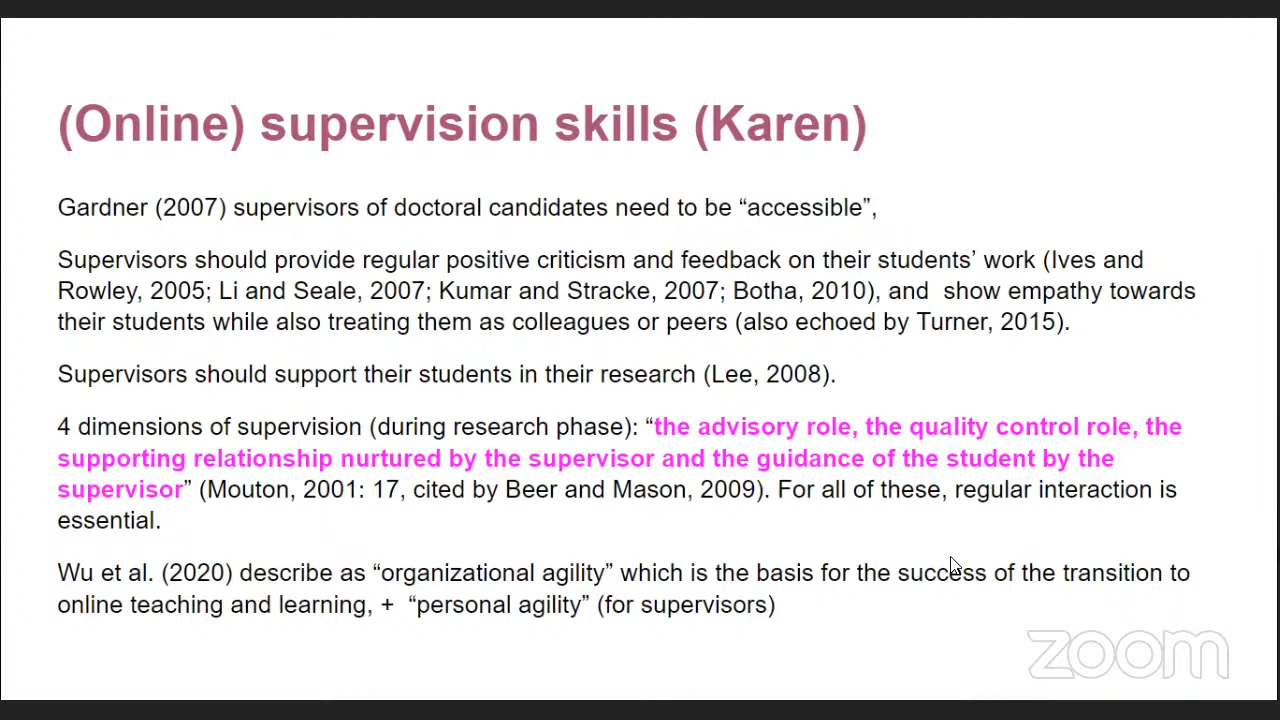 (Online) supervision skills (Karen)
Gardner (2007) supervisors of doctoral candidates need to be “accessible”,
Supervisors should provide regular positive criticism and feedback on their students’ work (Ives and
Rowley, 2005; Li and Seale, 2007; Kumar and Stracke, 2007; Botha, 2010), and  show empathy towards
their students while also treating them as colleagues or peers (also echoed by Turner, 2015).
Supervisors should support their students in their research (Lee, 2008).
4 dimensions of supervision (during research phase): “the advisory role, the quality control role, the
supporting relationship nurtured by the supervisor and the guidance of the student by the
supervisor” (Mouton, 2001: 17, cited by Beer and Mason, 2009). For all of these, regular interaction is
essential.
Wu et al. (2020) describe as “organizational agility” which is the basis for the success of the transition to
online teaching and learning, +  “personal agility” (for supervisors)
zoom